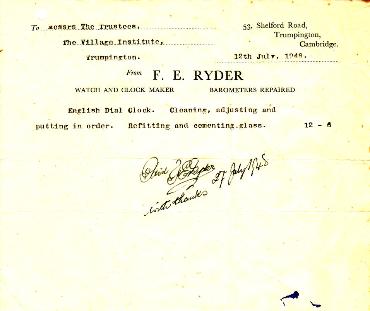 To Messrs The Trustees,
53, Shelford Road,
The Village Institute,
Trumpington,
Cambridge.
Trumpington.
12th July, 1948.
From F. E. RYDER
WATCH AND CLOCK MAKER BAROMETERS REPAIRED
English Dial Clock. Cleaning, adjusting and
putting in order. Refitting and cementing glass. 12 - 6
Paid F E Ryder
with thanks 27 July 1948